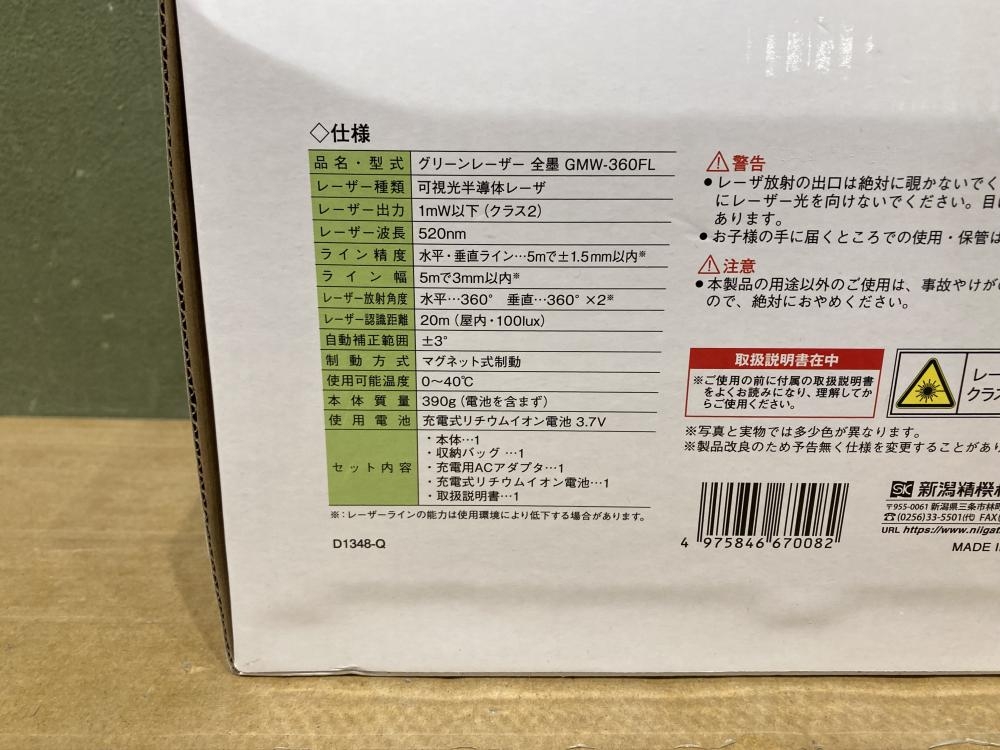 ◇仕様
品名・型式 グリーンレーザー 全墨 GMW-360FL
レーザー種類 可視光半導体レーザ
レーザー出力 1mW以下（クラス2）
レーザー波長 520nm
ライン精度 水平・垂直ライン…5mで±1.5mm以内※
ライン幅 5mで3mm以内※
レーザー放射角度 水平…360° 垂直…360°×2※
レーザー認識距離 20m（屋内・100lux）
自動補正範囲 ±3°
制動方式 マグネット式制動
使用可能温度 0〜40℃
本体質量 390g（電池を含まず）
使用電池 充電式リチウムイオン電池 3.7V
セット内容
・本体…1
・収納バッグ…1
・充電用ACアダプタ…1
・充電式リチウムイオン電池…1
・取扱説明書…1
※：レーザーラインの能力は使用環境により低下する場合があります。
D1348-Q
⚠警告
●レーザ放射の出口は絶対に覗かないでく
にレーザー光を向けないでください。目に
あります。
●お子様の手に届くところでの使用・保管は
⚠注意
●本製品の用途以外のご使用は、事故やけが
ので、絶対におやめください。
取扱説明書在中
※ご使用の前に付属の取扱説明書
をよくお読みになり、理解してか
らご使用ください。
レー
クラス
※写真と実物では多少色が異なります。
※製品改良のため予告無く仕様を変更することがあり
4 975846 670082
SK 新潟精機
〒955-0061 新潟県三条市林町
☎(0256)33-5501(代) FAX(
URL https://www.niigat
MADE I